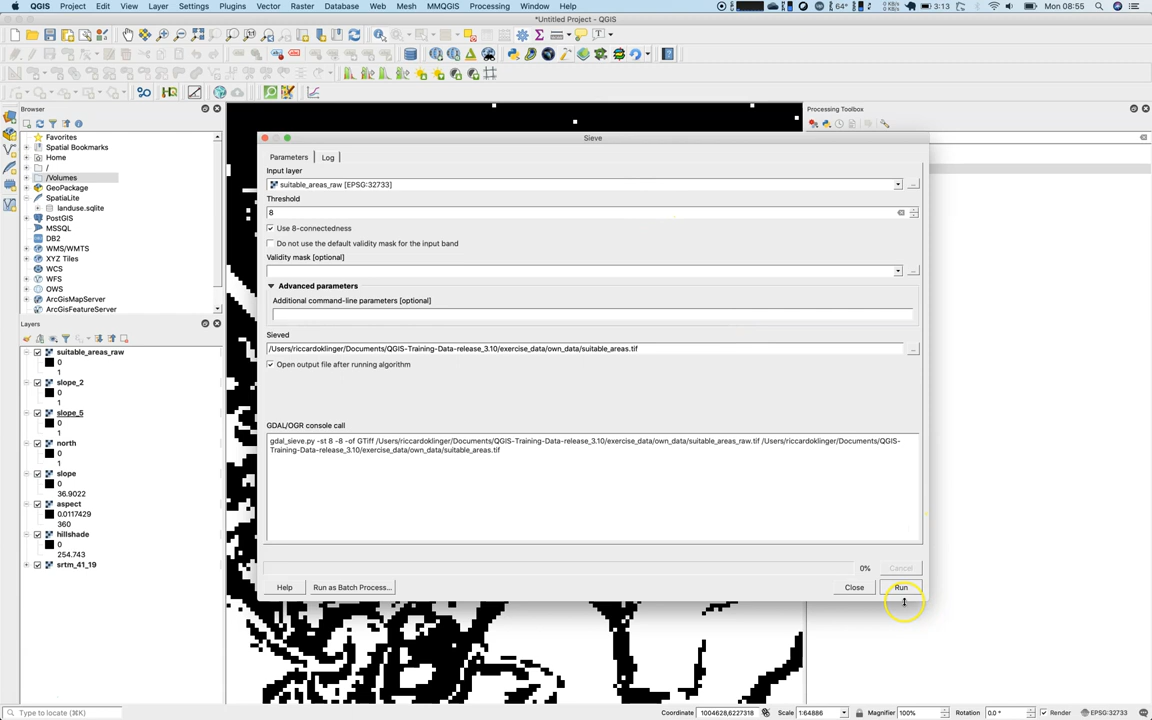 QGIS Project Edit View Layer Settings Plugins Vector Raster Database Web Mesh MMQGIS Processing Window Help 64° 3:13 Mon 08:55
*Untitled Project - QGIS
Browser
Favorites
Spatial Bookmarks
Home
/
/Volumes
GeoPackage
SpatiaLite
landuse.sqlite
PostGIS
MSSQL
DB2
WMS/WMTS
XYZ Tiles
WCS
WFS
OWS
ArcGisMapServer
ArcGisFeatureServer
Layers
suitable_areas_raw
0
1
slope_2
0
1
slope_5
0
1
north
0
1
slope
0
36.9022
aspect
0.0117429
360
hillshade
0
254.743
srtm_41_19
Sieve
Parameters Log
Input layer
suitable_areas_raw [EPSG:32733]
Threshold
8
Use 8-connectedness
Do not use the default validity mask for the input band
Validity mask [optional]
Advanced parameters
Additional command-line parameters [optional]
Sieved
/Users/riccardoklinger/Documents/QGIS-Training-Data-release_3.10/exercise_data/own_data/suitable_areas.tif
Open output file after running algorithm
GDAL/OGR console call
gdal_sieve.py -st 8 -8 -of GTiff /Users/riccardoklinger/Documents/QGIS-Training-Data-release_3.10/exercise_data/own_data/suitable_areas_raw.tif /Users/riccardoklinger/Documents/QGIS-
Training-Data-release_3.10/exercise_data/own_data/suitable_areas.tif
0% Cancel
Help Run as Batch Process... Close Run
Processing Toolbox
Type to locate (⌘K) Coordinate 1004628,6227318 Scale 1:64886 Magnifier 100% Rotation 0.0 ° Render EPSG:32733